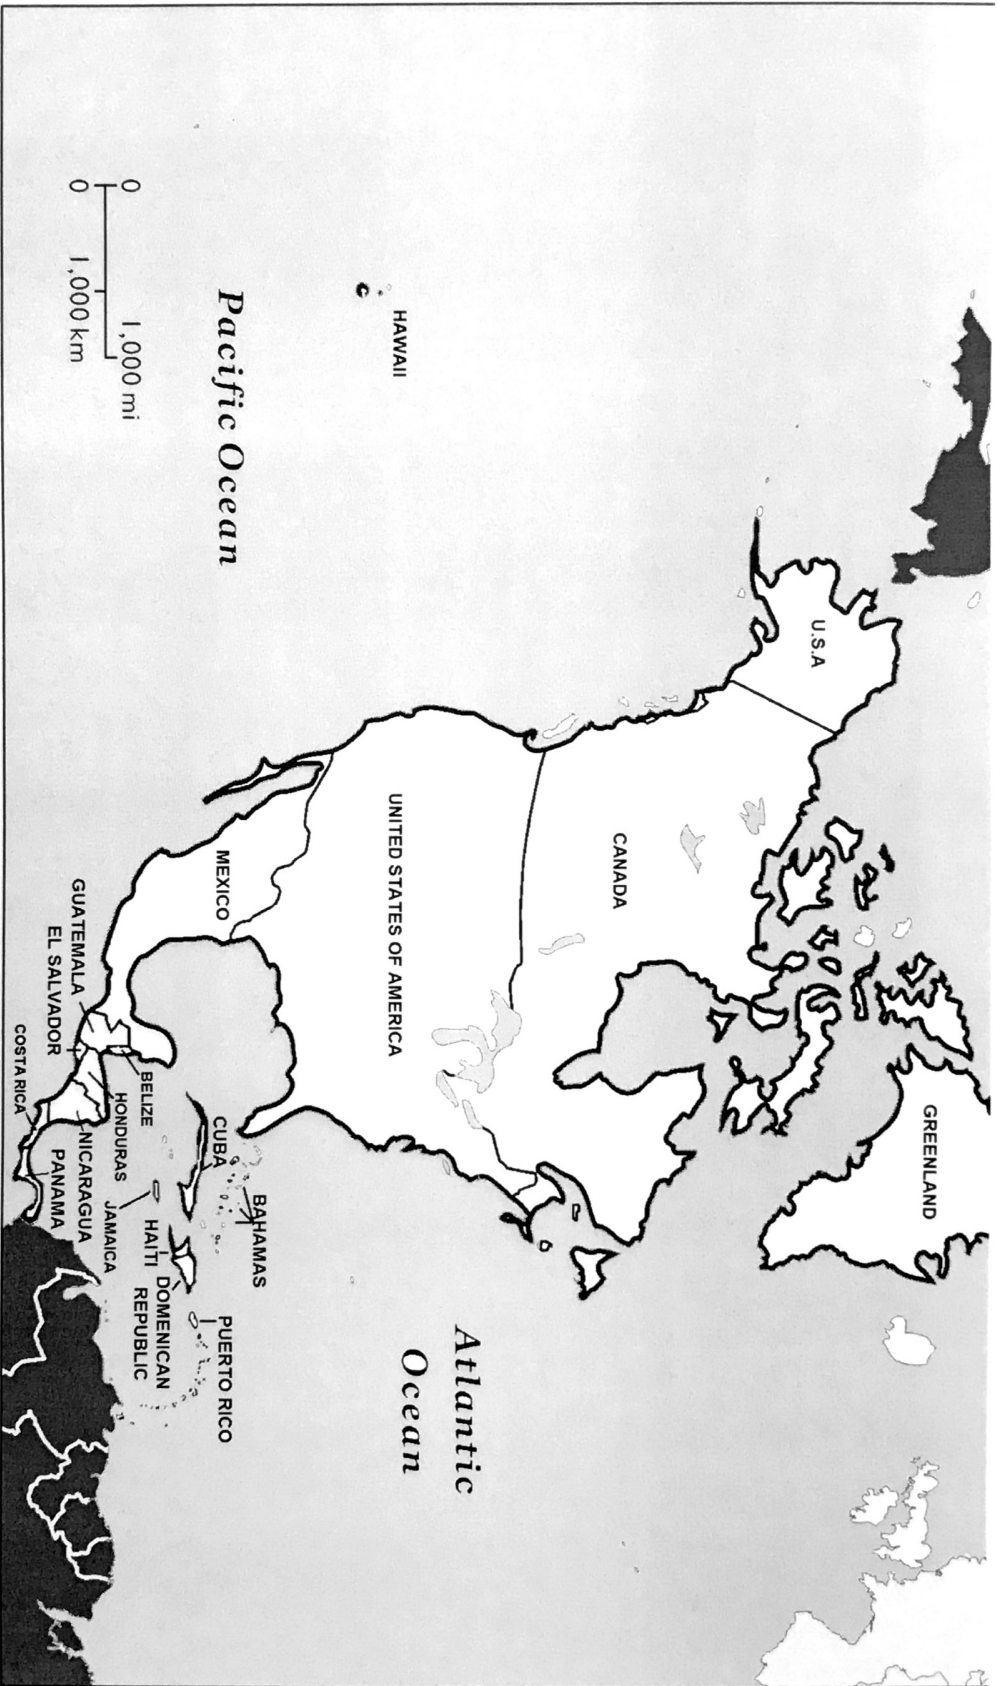 GREENLAND
U.S.A
CANADA
UNITED STATES OF AMERICA
Atlantic
Ocean
HAWAII
Pacific Ocean
MEXICO
BAHAMAS
CUBA
PUERTO RICO
HAITI
DOMENICAN
REPUBLIC
BELIZE
HONDURAS
JAMAICA
GUATEMALA
EL SALVADOR
NICARAGUA
PANAMA
COSTA RICA
0 1,000 mi
0 1,000 km